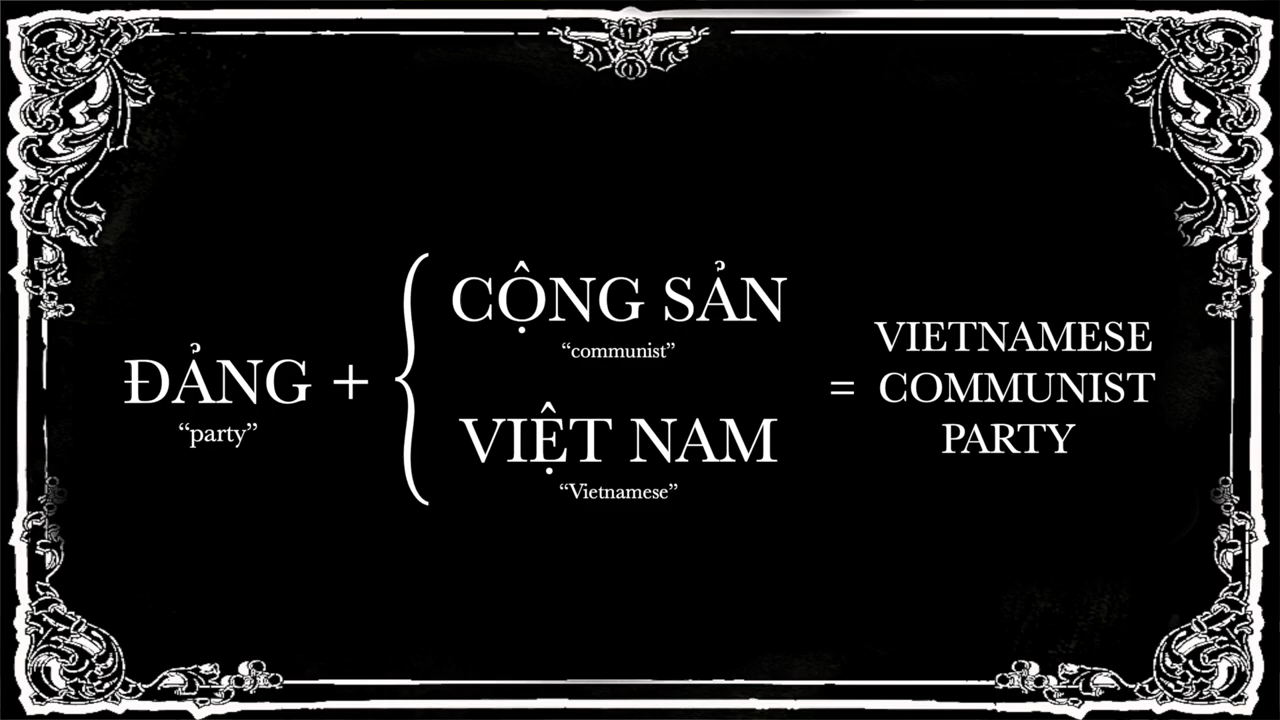 ĐẢNG +
“party”
CỘNG SẢN
“communist”
VIỆT NAM
“Vietnamese”
= VIETNAMESE
COMMUNIST
PARTY